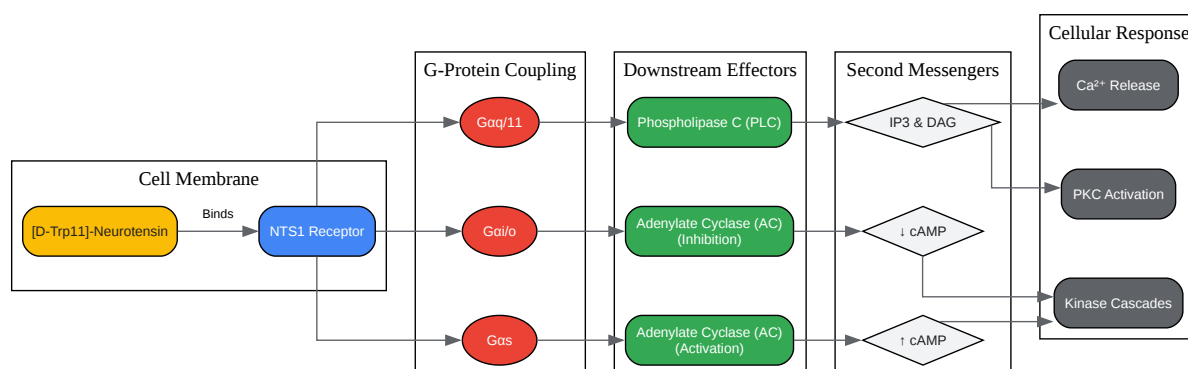 Cell Membrane
[D-Trp11]-Neurotensin
Binds
NTS1 Receptor
G-Protein Coupling
Gαq/11
Gαi/o
Gαs
Downstream Effectors
Phospholipase C (PLC)
Adenylate Cyclase (AC)
(Inhibition)
Adenylate Cyclase (AC)
(Activation)
Second Messengers
IP3 & DAG
↓ cAMP
↑ cAMP
Cellular Response
Ca²⁺ Release
PKC Activation
Kinase Cascades